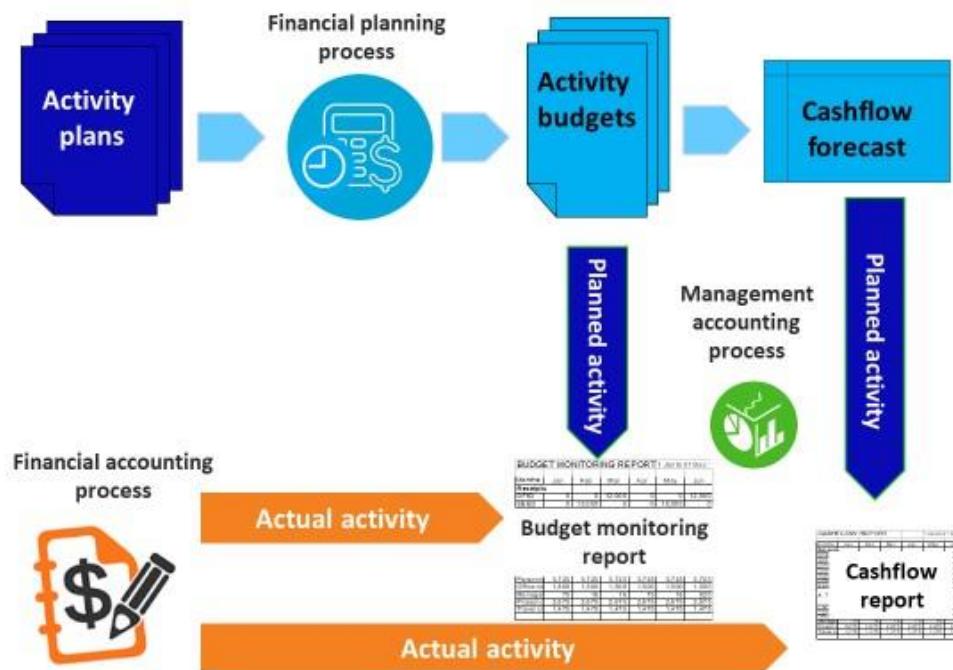 Financial planning
process
Activity
plans
Activity
budgets
Cashflow
forecast
Planned activity
Management
accounting
process
Planned activity
Financial accounting
process
BUDGET MONITORING REPORT
Actual activity
Budget monitoring
report
Cashflow
report
Actual activity